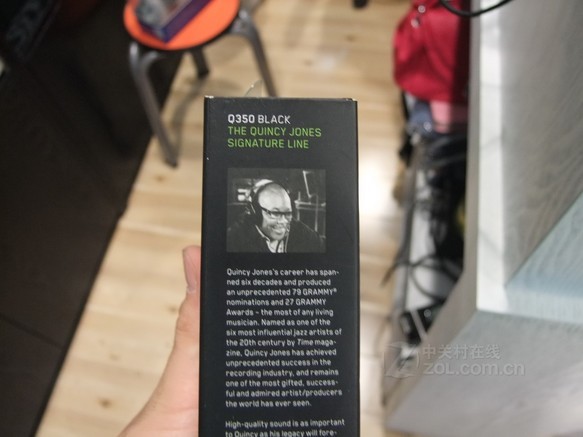 Q350 BLACK
THE QUINCY JONES
SIGNATURE LINE
Quincy Jones's career has span-
ned six decades and produced
an unprecedented 79 GRAMMY®
nominations and 27 GRAMMY
Awards – the most of any living
musician. Named as one of the
six most influential jazz artists of
the 20th century by Time maga-
zine, Quincy Jones has achieved
unprecedented success in the
recording industry, and remains
one of the most gifted, success-
ful and admired artist/producers
the world has ever seen.
High-quality sound is as important
to Quincy as his legacy will fore-
中关村在线
zol.com.cn